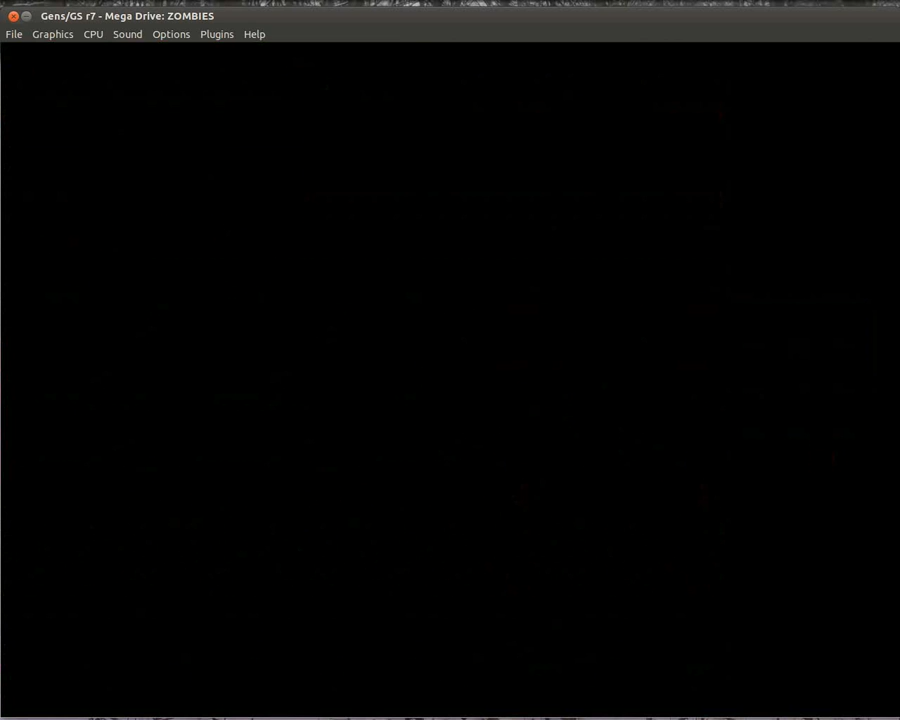 Gens/GS r7 - Mega Drive: ZOMBIES
File Graphics CPU Sound Options Plugins Help